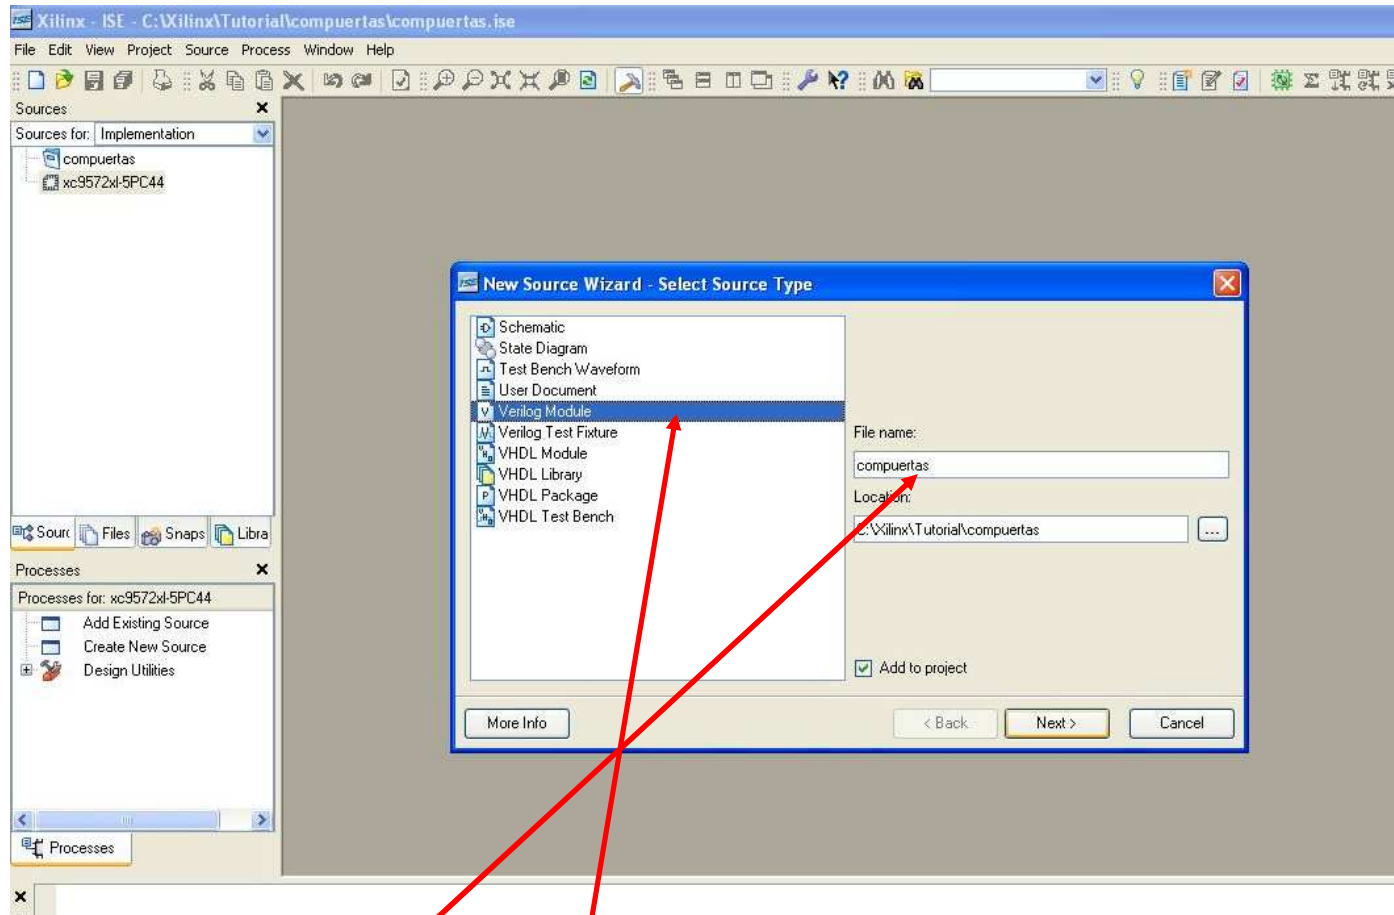 Xilinx - ISE - C:\Xilinx\Tutorial\compuertas\compuertas.ise
File Edit View Project Source Process Window Help
Sources
Sources for: Implementation
compuertas
xc9572xl-5PC44
New Source Wizard - Select Source Type
Schematic
State Diagram
Test Bench Waveform
User Document
Verilog Module
Verilog Test Fixture
VHDL Module
VHDL Library
VHDL Package
VHDL Test Bench
File name:
compuertas
Location:
C:\Xilinx\Tutorial\compuertas
...
Add to project
More Info
< Back
Next >
Cancel
Sourc Files Snaps Libra
Processes
Processes for: xc9572xl-5PC44
Add Existing Source
Create New Source
Design Utilities
Processes